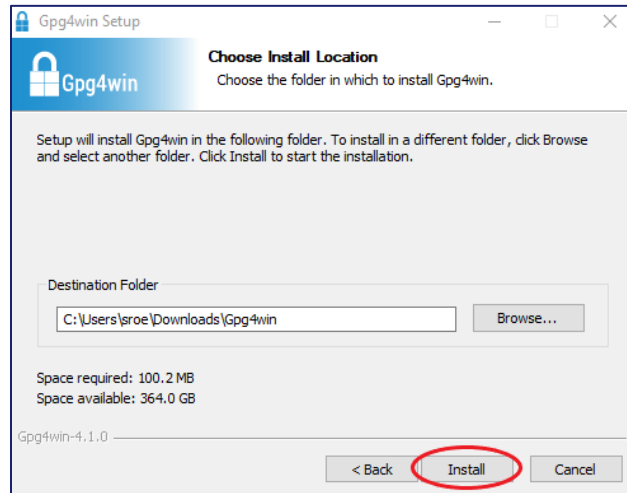 Gpg4win Setup
Gpg4win
Choose Install Location
Choose the folder in which to install Gpg4win.
Setup will install Gpg4win in the following folder. To install in a different folder, click Browse
and select another folder. Click Install to start the installation.
Destination Folder
C:\Users\sroe\Downloads\Gpg4win
Browse...
Space required: 100.2 MB
Space available: 364.0 GB
Gpg4win-4.1.0
< Back
Install
Cancel